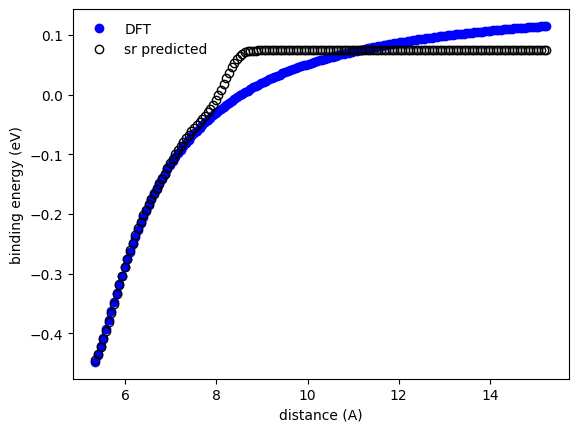 DFT
sr predicted
0.1
0.0
−0.1
−0.2
−0.3
−0.4
binding energy (eV)
6
8
10
12
14
distance (A)